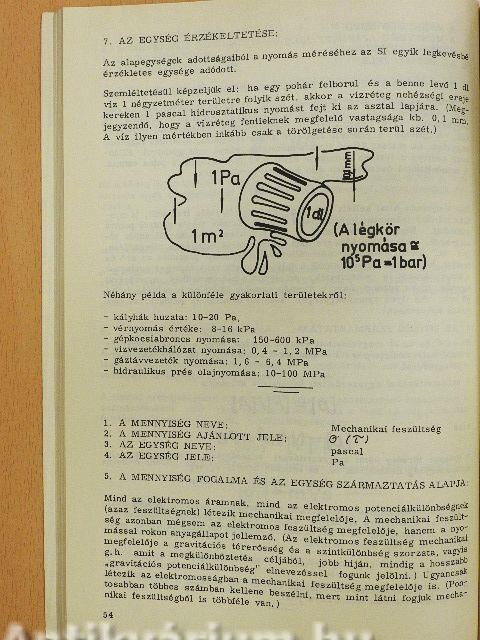 7. AZ EGYSÉG ÉRZÉKELTETÉSE:
Az alapegységek adottságaiból a nyomás méréséhez az SI egyik legkevésbé
érzékletes egysége adódott.
Szemléltetésül képzeljük el: ha egy pohár felborul és a benne levő 1 dl
víz 1 négyzetméter területre folyik szét, akkor a vízréteg nehézségi ereje
kereken 1 pascal hidrosztatikus nyomást fejt ki az asztal lapjára. (Meg-
jegyzendő, hogy a vízréteg fentieknek megfelelő vastagsága kb. 0,1 mm.
A víz ilyen mértékben inkább csak a törölgetése során terül szét.)
1Pa
1dl
1m²
(A légkör
nyomása ≅
10⁵Pa=1bar)
Néhány példa a különféle gyakorlati területekről:
- kályhák huzata: 10-20 Pa,
- vérnyomás értéke: 8-16 kPa
- gépkocsiabroncs nyomása: 150-600 kPa
- vízvezetékhálózat nyomása: 0,4 - 1,2 MPa
- gáztávvezeték nyomása: 1,6 - 6,4 MPa
- hidraulikus prés olajnyomása: 10-100 MPa
1. A MENNYISÉG NEVE: Mechanikai feszültség
2. A MENNYISÉG AJÁNLOTT JELE: σ (τ)
3. AZ EGYSÉG NEVE: pascal
4. AZ EGYSÉG JELE: Pa
5. A MENNYISÉG FOGALMA ÉS AZ EGYSÉG SZÁRMAZTATÁS ALAPJA:
Mind az elektromos áramnak, mind az elektromos potenciálkülönbségnek
(azaz feszültségnek) létezik mechanikai megfelelője. A mechanikai feszült-
ség azonban mégsem az elektromos feszültség megfelelője, hanem a nyo-
mással rokon anyagállapot jellemző. (Az elektromos feszültség mechanikai
megfelelője a gravitációs térerősség és a szintkülönbség szorzata, vagyis
g.h. amit a megkülönböztetés céljából, jobb híján, mindig a hosszabb
„gravitációs potenciálkülönbség" elnevezéssel fogunk jelölni.) Ugyancsak
létezik az elektromosságban a mechanikai feszültség megfelelője is. (Pon-
tosabban többes számban kellene beszélni, mert mint látni fogjuk mecha-
nikai feszültségből is többféle van.)
54